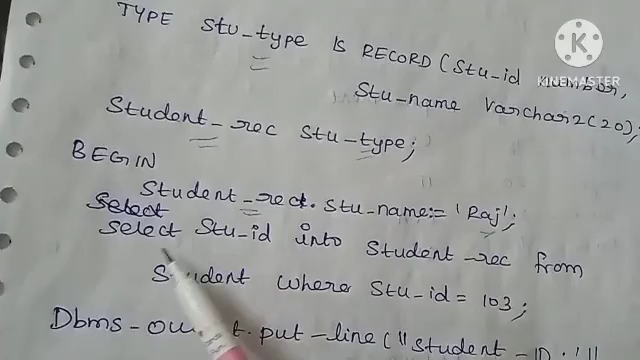 TYPE stu-type IS RECORD (Stu-id number,
Stu-name varchar2(20);
Student-rec stu-type;
BEGIN
Student-rec. stu-name:= 'Raj';
select
select stu-id into student-rec from
Student where stu-id = 103;
Dbms-out t.put-line("student-ID:'||
K
KINEMASTER